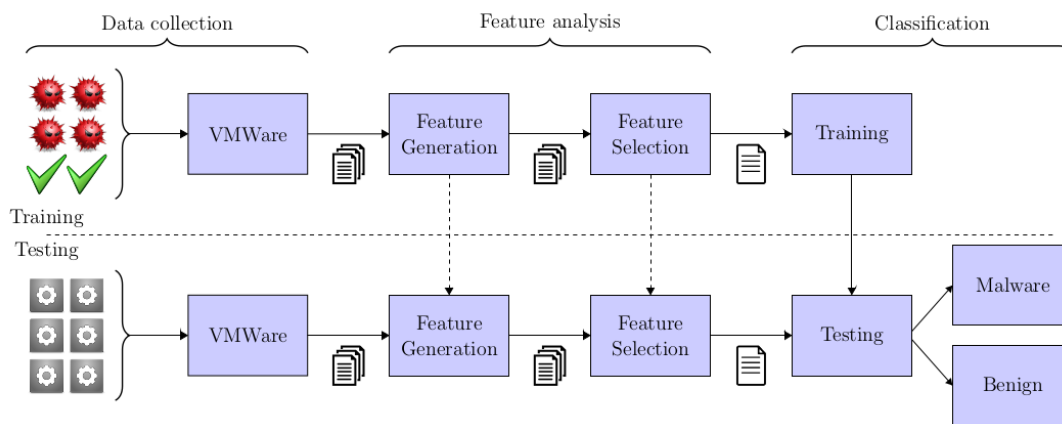 Data collection
Feature analysis
Classification
VMWare
Feature
Generation
Feature
Selection
Training
Training
Testing
VMWare
Feature
Generation
Feature
Selection
Testing
Malware
Benign